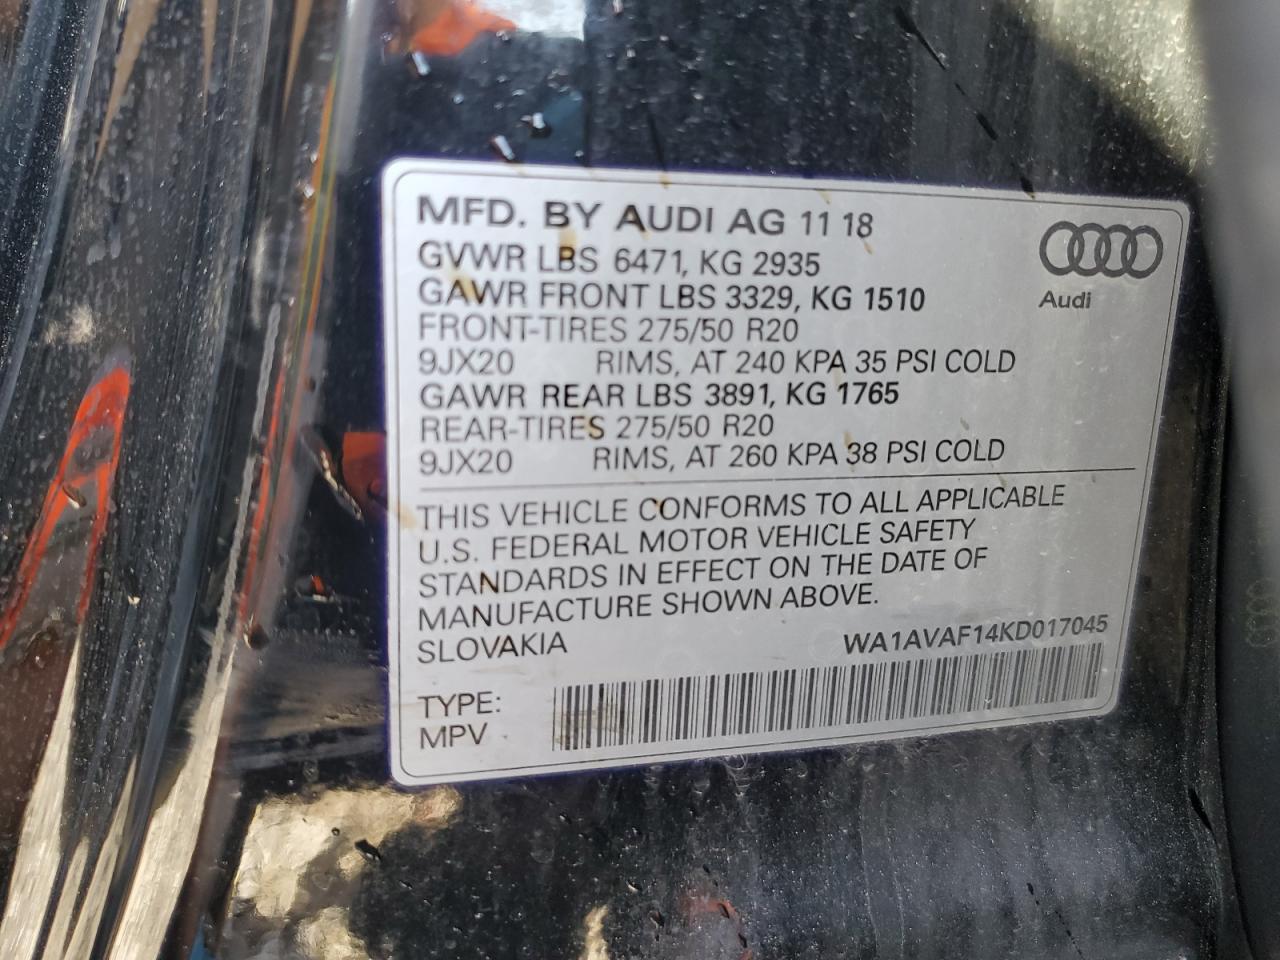 MFD. BY AUDI AG 11 18
GVWR LBS 6471, KG 2935
GAWR FRONT LBS 3329, KG 1510
Audi
FRONT-TIRES 275/50 R20
9JX20 RIMS, AT 240 KPA 35 PSI COLD
GAWR REAR LBS 3891, KG 1765
REAR-TIRES 275/50 R20
9JX20 RIMS, AT 260 KPA 38 PSI COLD
THIS VEHICLE CONFORMS TO ALL APPLICABLE
U.S. FEDERAL MOTOR VEHICLE SAFETY
STANDARDS IN EFFECT ON THE DATE OF
MANUFACTURE SHOWN ABOVE.
SLOVAKIA WA1AVAF14KD017045
TYPE:
MPV